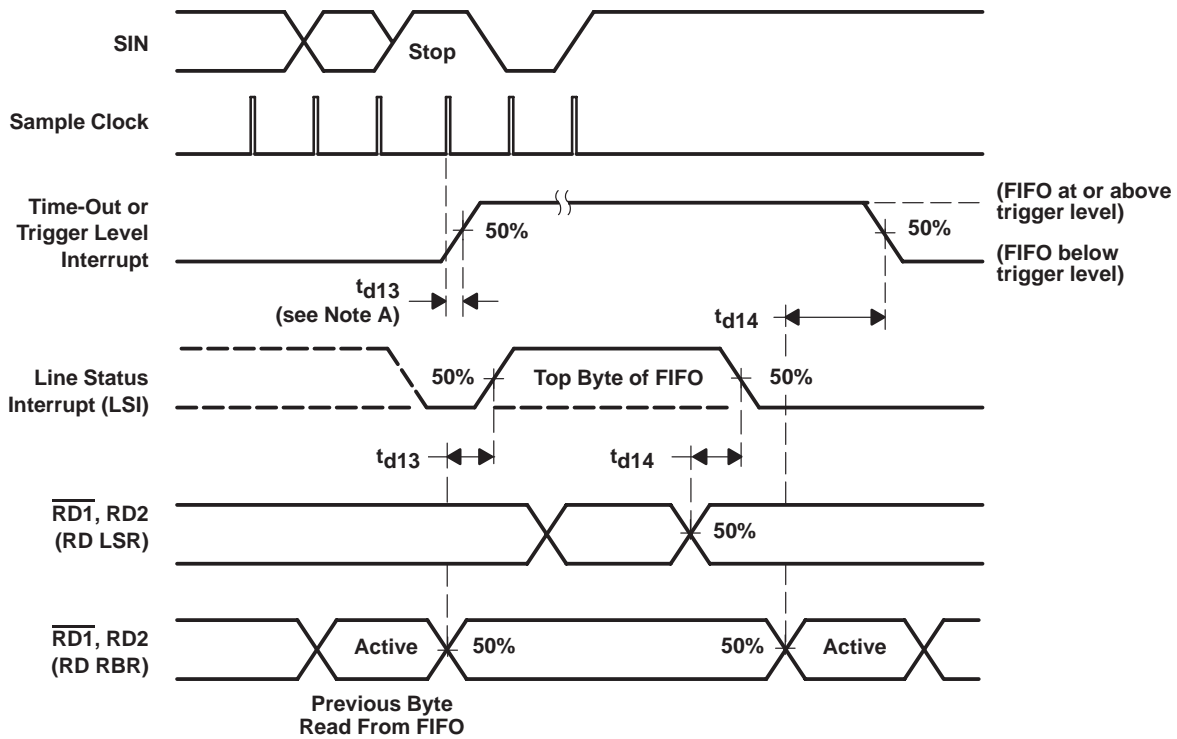 SIN
Stop
Sample Clock
Time-Out or
Trigger Level
Interrupt
50%
50%
(FIFO at or above
trigger level)
(FIFO below
trigger level)
td13
(see Note A)
td14
Line Status
Interrupt (LSI)
50%
Top Byte of FIFO
50%
td13
td14
RD1, RD2
(RD LSR)
50%
RD1, RD2
(RD RBR)
Active
50%
50%
Active
Previous Byte
Read From FIFO